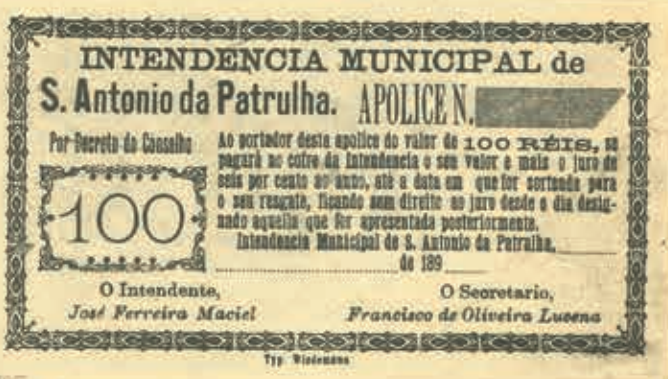 INTENDENCIA MUNICIPAL de
S. Antonio da Patrulha. APOLICE N.
Por Decreto do Conselho
100
Ao portador desta apolice do valor de 100 RÉIS, se
pagará no cofre da Intendencia o seu valor e mais o juro de
seis por cento ao anno, até a data em que for sorteada para
o seu resgate, ficando sem direito ao juro desde o dia desig-
nado aquella que for apresentada posteriormente.
Intendencia Municipal de S. Antonio da Patrulha,
de 189
O Intendente,
José Ferreira Maciel
O Secretario,
Francisco de Oliveira Lucena
Typ. Wiedemann